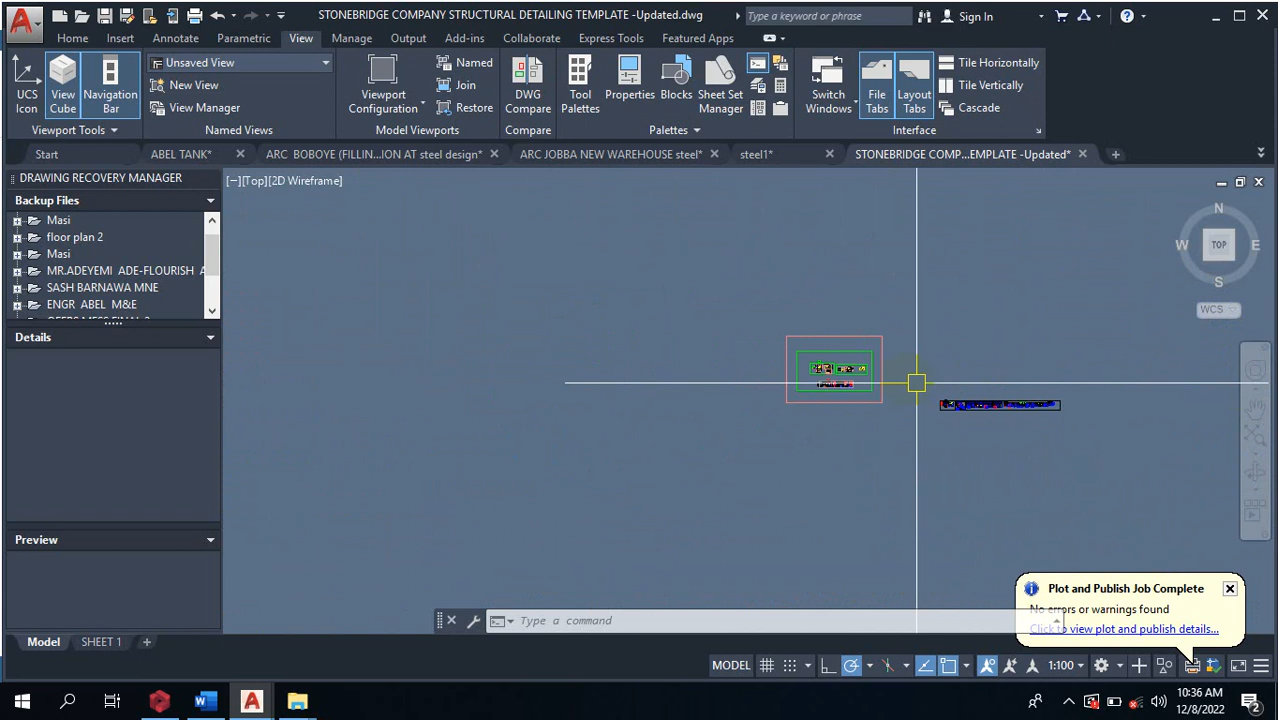 STONEBRIDGE COMPANY STRUCTURAL DETAILING TEMPLATE -Updated.dwg
Type a keyword or phrase
Sign In
Home Insert Annotate Parametric View Manage Output Add-ins Collaborate Express Tools Featured Apps
UCS Icon
View Cube
Navigation Bar
Viewport Tools
Unsaved View
New View
View Manager
Named Views
Viewport Configuration
Named
Join
Restore
Model Viewports
DWG Compare
Compare
Tool Palettes
Properties
Blocks
Sheet Set Manager
Palettes
Switch Windows
File Tabs
Layout Tabs
Tile Horizontally
Tile Vertically
Cascade
Interface
Start ABEL TANK* ARC BOBOYE (FILLIN...ION AT steel design* ARC JOBBA NEW WAREHOUSE steel* steel1* STONEBRIDGE COMP...EMPLATE -Updated*
DRAWING RECOVERY MANAGER
Backup Files
Masi
floor plan 2
Masi
MR.ADEYEMI ADE-FLOURISH A
SASH BARNAWA MNE
ENGR ABEL M&E
Details
Preview
[−][Top][2D Wireframe]
N
W TOP E
S
WCS
Plot and Publish Job Complete
No errors or warnings found
Click to view plot and publish details...
Type a command
Model SHEET 1
MODEL
1:100
10:36 AM
12/8/2022
2